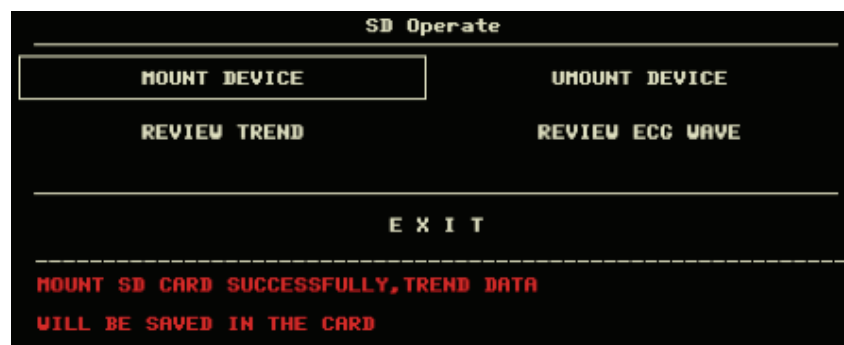 SD Operate
MOUNT DEVICE UMOUNT DEVICE
REVIEW TREND REVIEW ECG WAVE
E X I T
MOUNT SD CARD SUCCESSFULLY,TREND DATA
WILL BE SAVED IN THE CARD